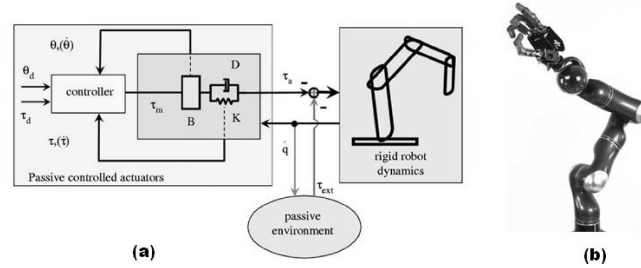 θ,(θ̇)
D
θd
controller
τa
τm
τd
B
K
τ,(τ̇)
q̇
rigid robot
dynamics
Passive controlled actuators
τext
passive
environment
(a)
(b)